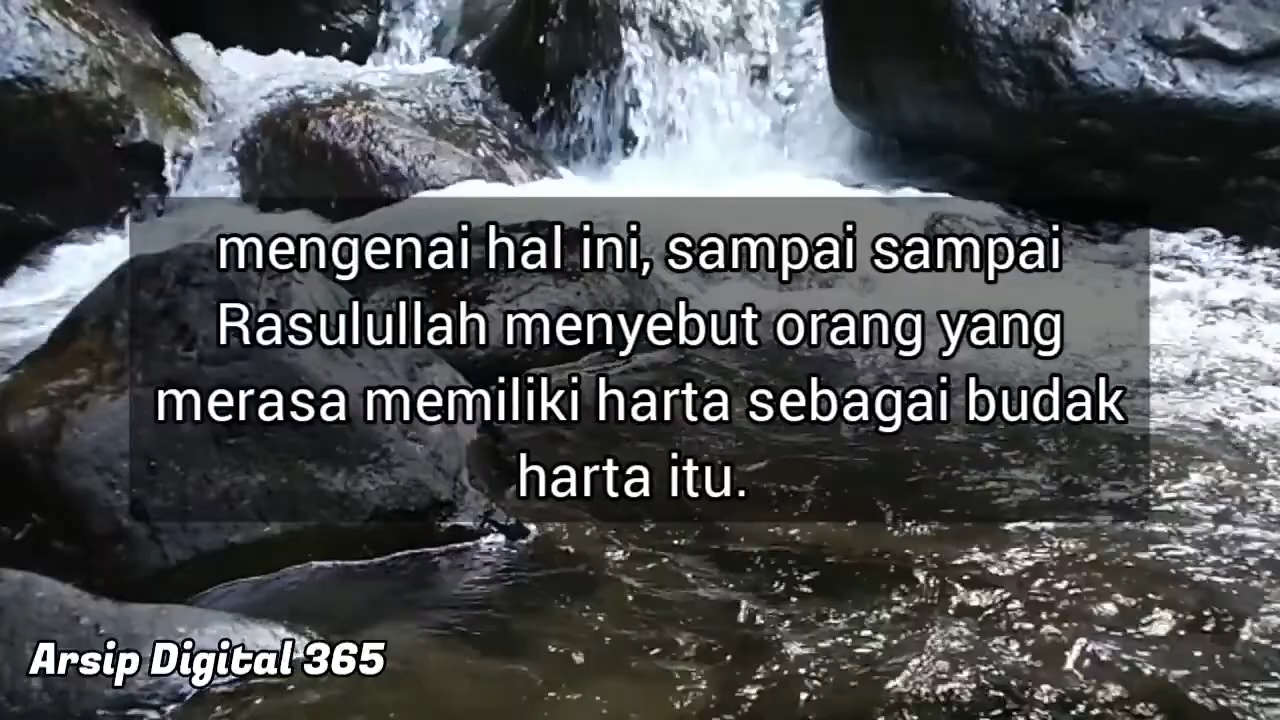 mengenai hal ini, sampai sampai
Rasulullah menyebut orang yang
merasa memiliki harta sebagai budak
harta itu.
Arsip Digital 365